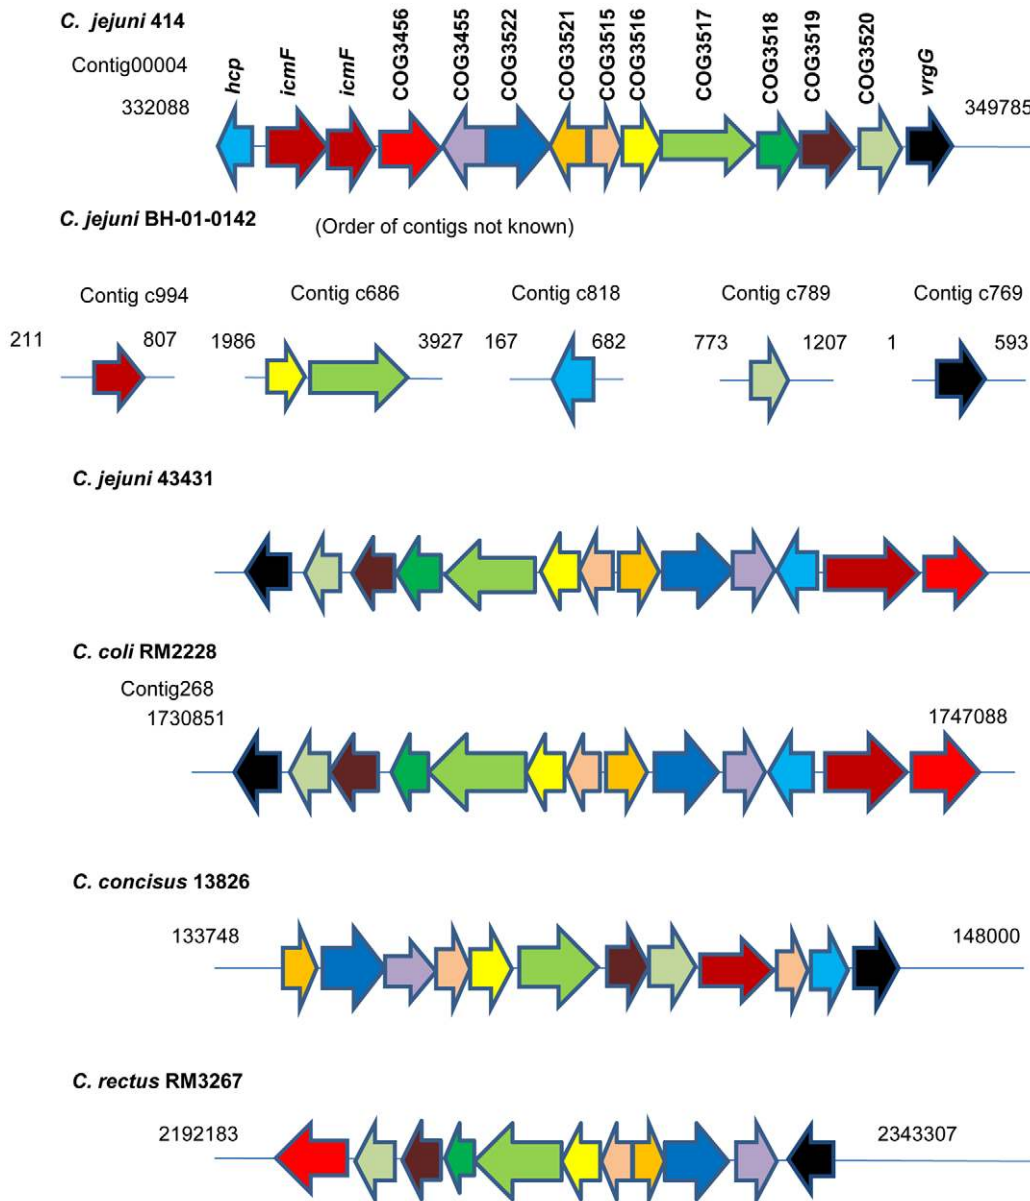 C. jejuni 414
Contig00004
332088
hcp
icmF
icmF
COG3456
COG3455
COG3522
COG3521
COG3515
COG3516
COG3517
COG3518
COG3519
COG3520
vrgG
349785
C. jejuni BH-01-0142
(Order of contigs not known)
Contig c994
Contig c686
Contig c818
Contig c789
Contig c769
211
807
1986
3927
167
682
773
1207
1
593
C. jejuni 43431
C. coli RM2228
Contig268
1730851
1747088
C. concisus 13826
133748
148000
C. rectus RM3267
2192183
2343307